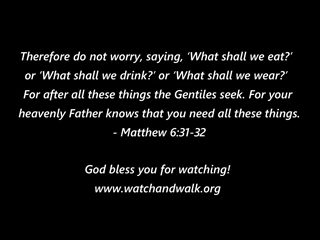 Therefore do not worry, saying, 'What shall we eat?'
or 'What shall we drink?' or 'What shall we wear?'
For after all these things the Gentiles seek. For your
heavenly Father knows that you need all these things.
- Matthew 6:31-32
God bless you for watching!
www.watchandwalk.org